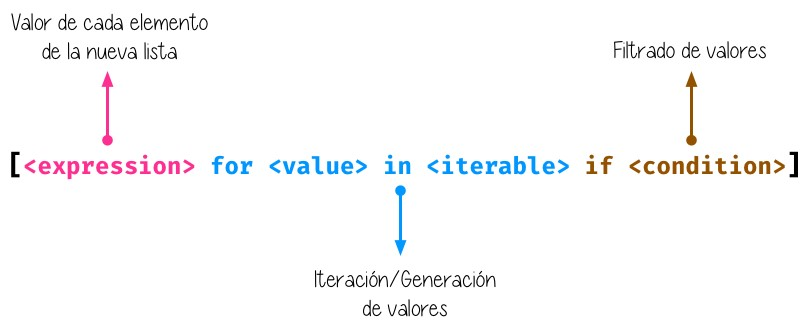 Valor de cada elemento
de la nueva lista
Filtrado de valores
[<expression> for <value> in <iterable> if <condition>]
Iteración/Generación
de valores